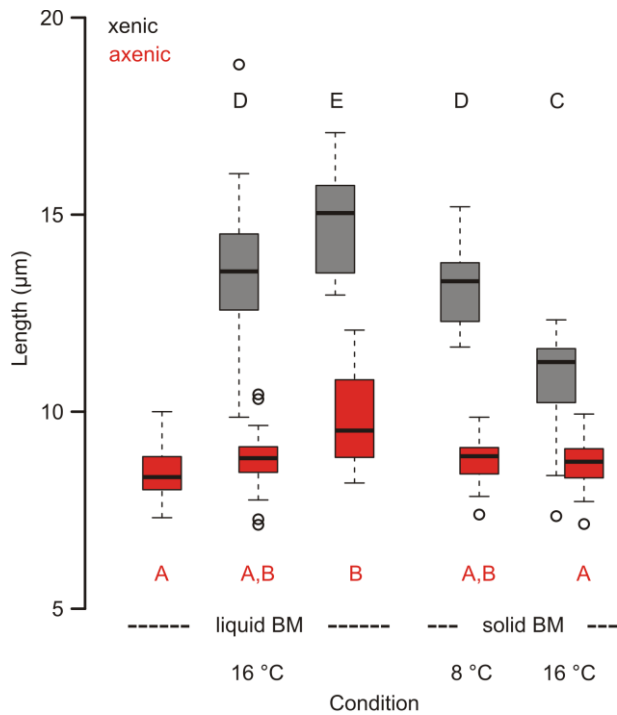 20
xenic
axenic
D E D C
15
Length (µm)
10
A A,B B A,B A
5
liquid BM solid BM
16 °C 8 °C 16 °C
Condition